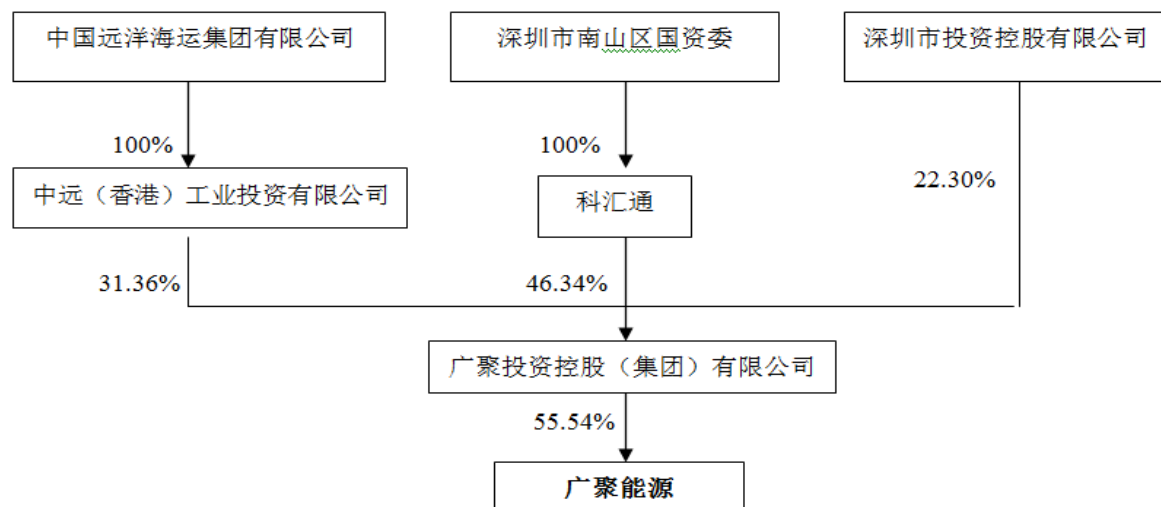 中国远洋海运集团有限公司
深圳市南山区国资委
深圳市投资控股有限公司
100%
100%
中远（香港）工业投资有限公司
科汇通
22.30%
31.36%
46.34%
广聚投资控股（集团）有限公司
55.54%
广聚能源